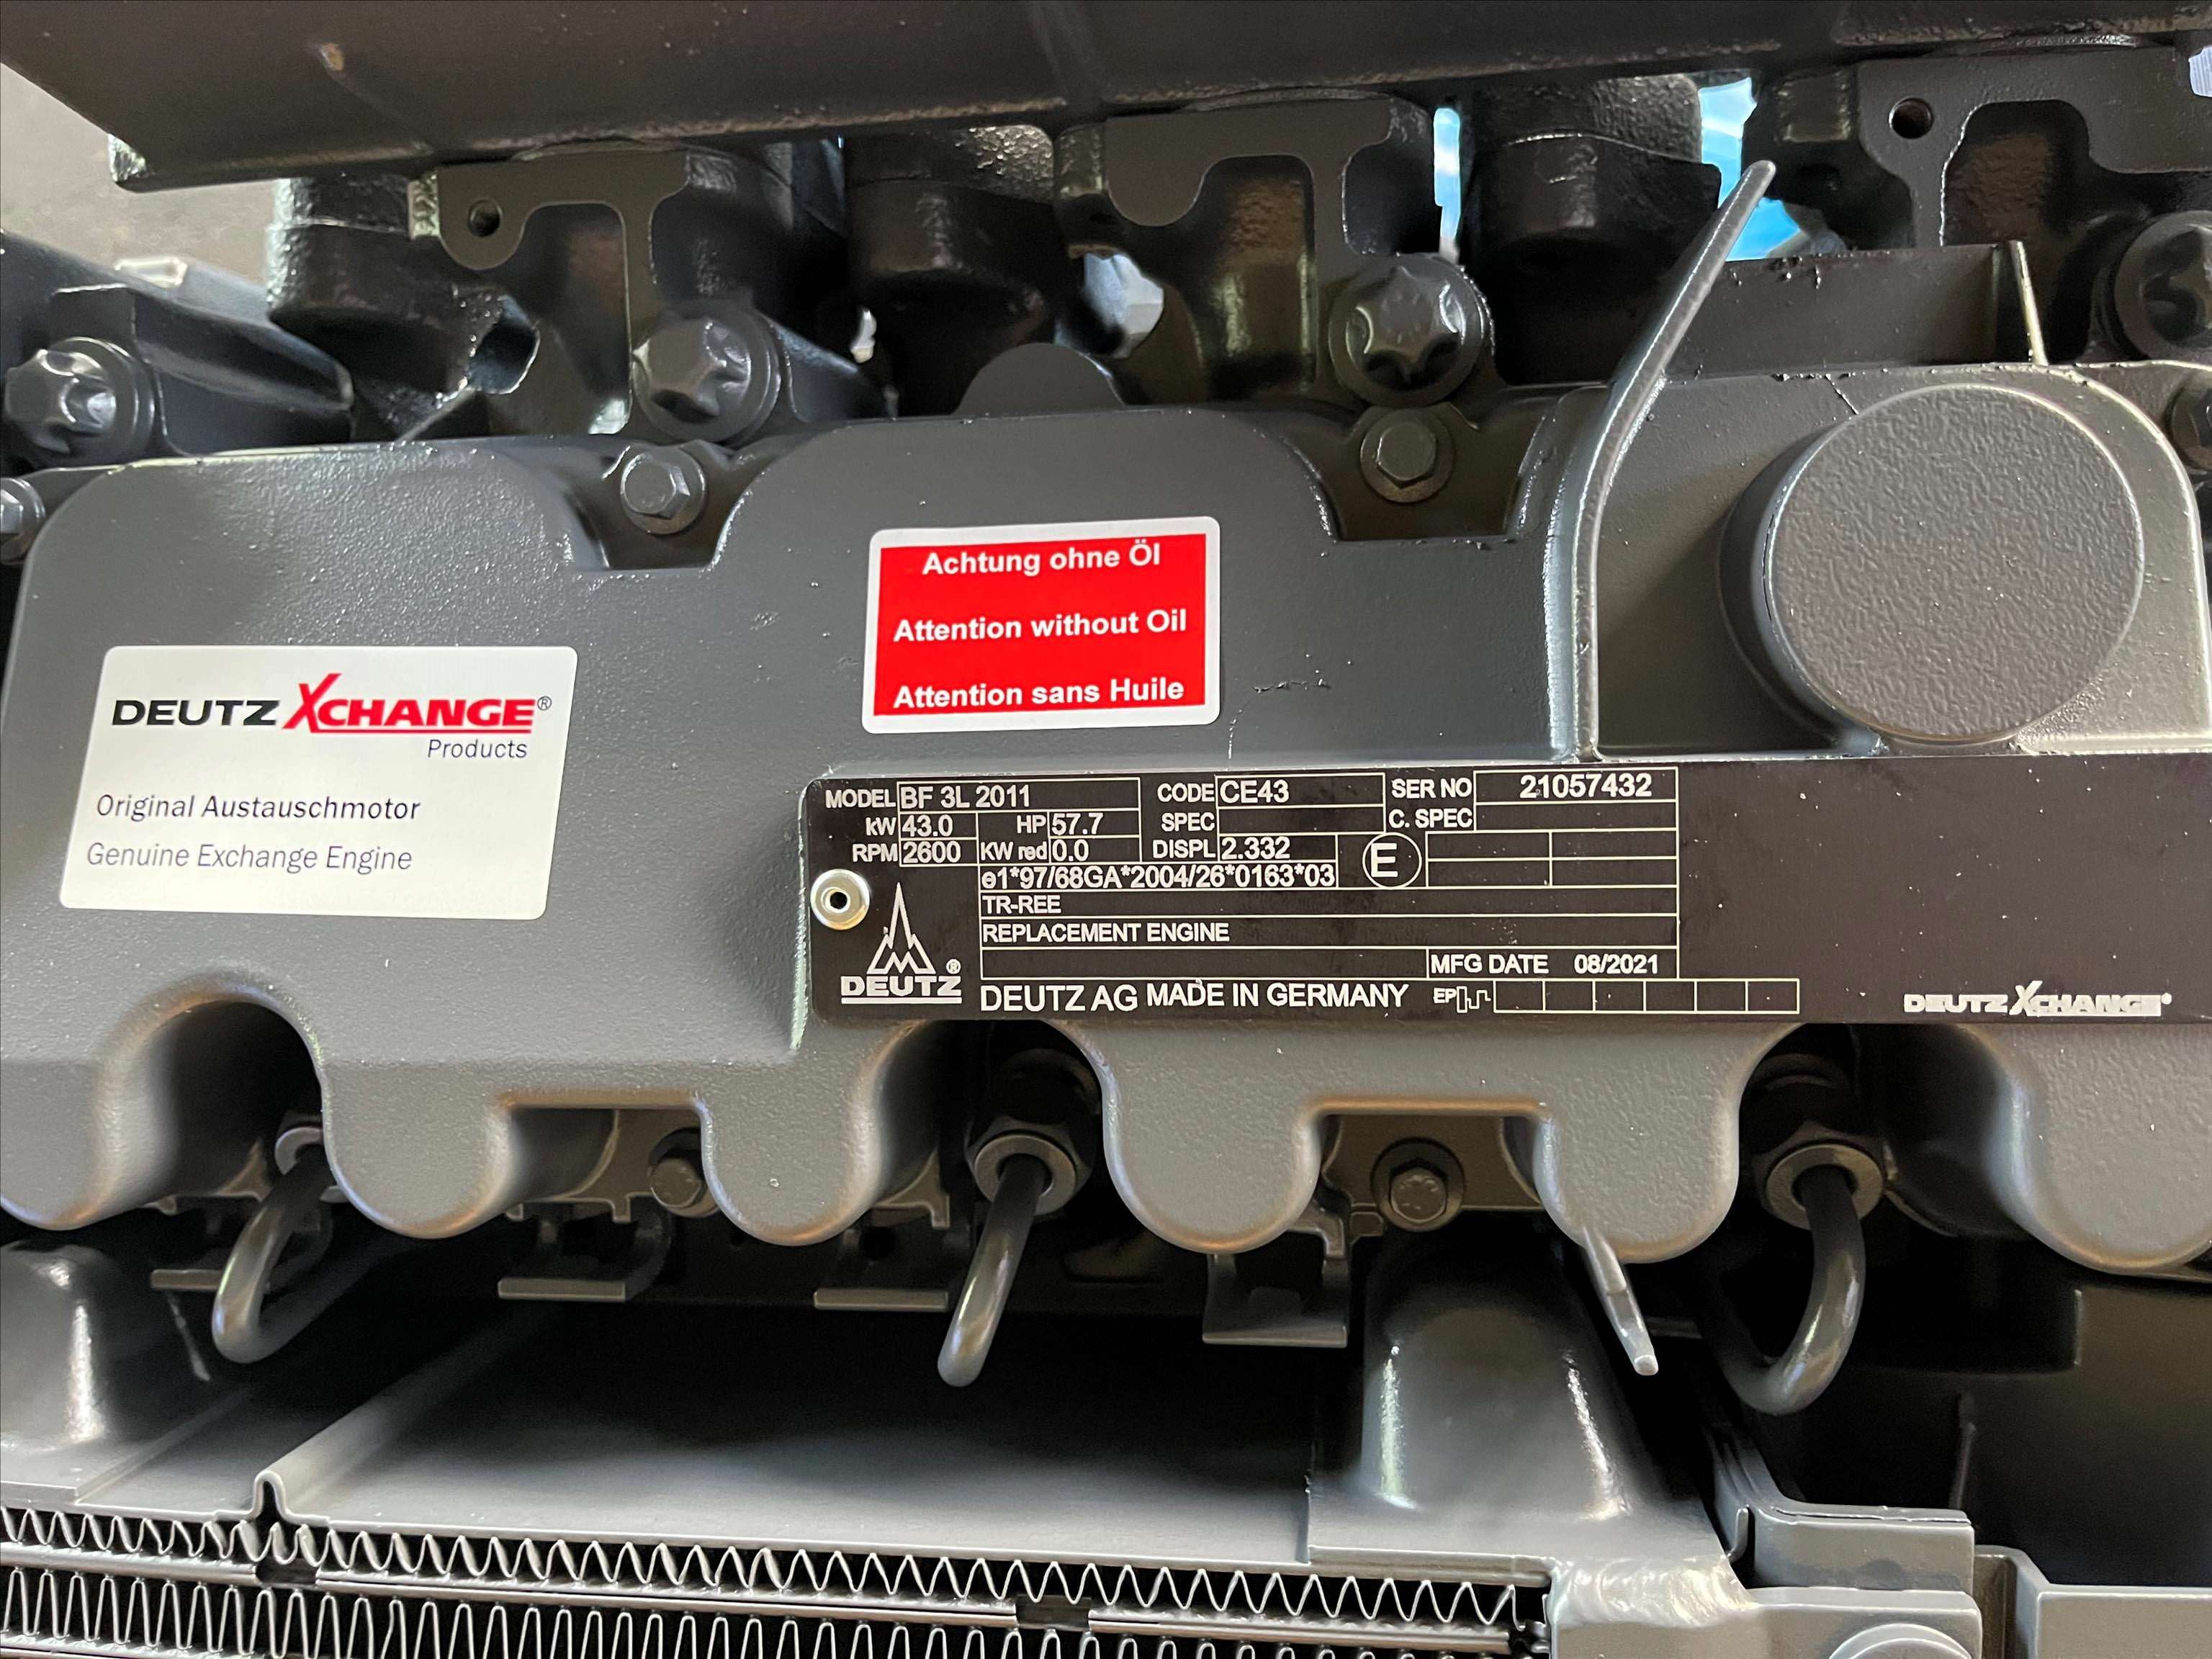 Achtung ohne Öl
Attention without Oil
Attention sans Huile
DEUTZ XCHANGE®
Products
Original Austauschmotor
Genuine Exchange Engine
MODEL BF 3L 2011 CODE CE43 SER NO 21057432
kW 43.0 HP 57.7 SPEC C. SPEC
RPM 2600 KW red 0.0 DISPL 2.332 E
e1*97/68GA*2004/26*0163*03
TR-REE
REPLACEMENT ENGINE
MFG DATE 08/2021
DEUTZ®
DEUTZ AG MADE IN GERMANY EP
DEUTZ XCHANGE®